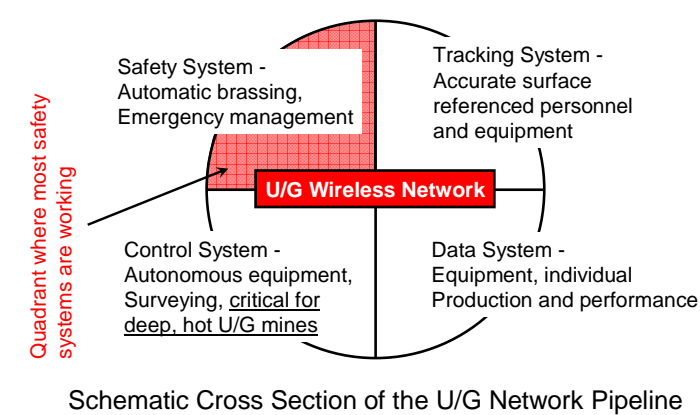 Safety System -
Automatic brassing,
Emergency management
Tracking System -
Accurate surface
referenced personnel
and equipment
Quadrant where most safety
systems are working
U/G Wireless Network
Control System -
Autonomous equipment,
Surveying, critical for
deep, hot U/G mines
Data System -
Equipment, individual
Production and performance
Schematic Cross Section of the U/G Network Pipeline